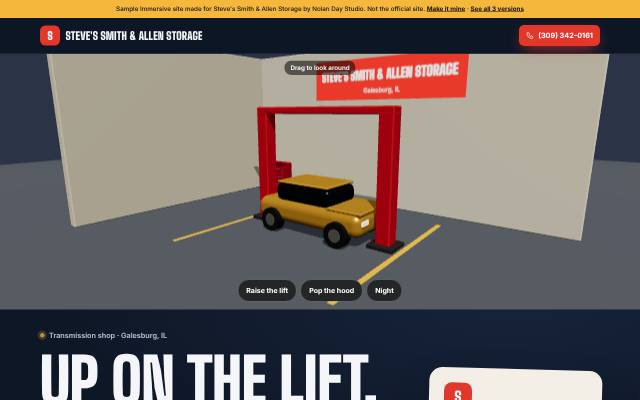 Sample Immersive site made for Steve's Smith & Allen Storage by Nolan Day Studio. Not the official site. Make it mine · See all 3 versions
S STEVE'S SMITH & ALLEN STORAGE
(309) 342-0161
Drag to look around
STEVE'S SMITH & ALLEN STORAGE
Galesburg, IL
Raise the lift
Pop the hood
Night
Transmission shop · Galesburg, IL
UP ON THE LIFT.
S